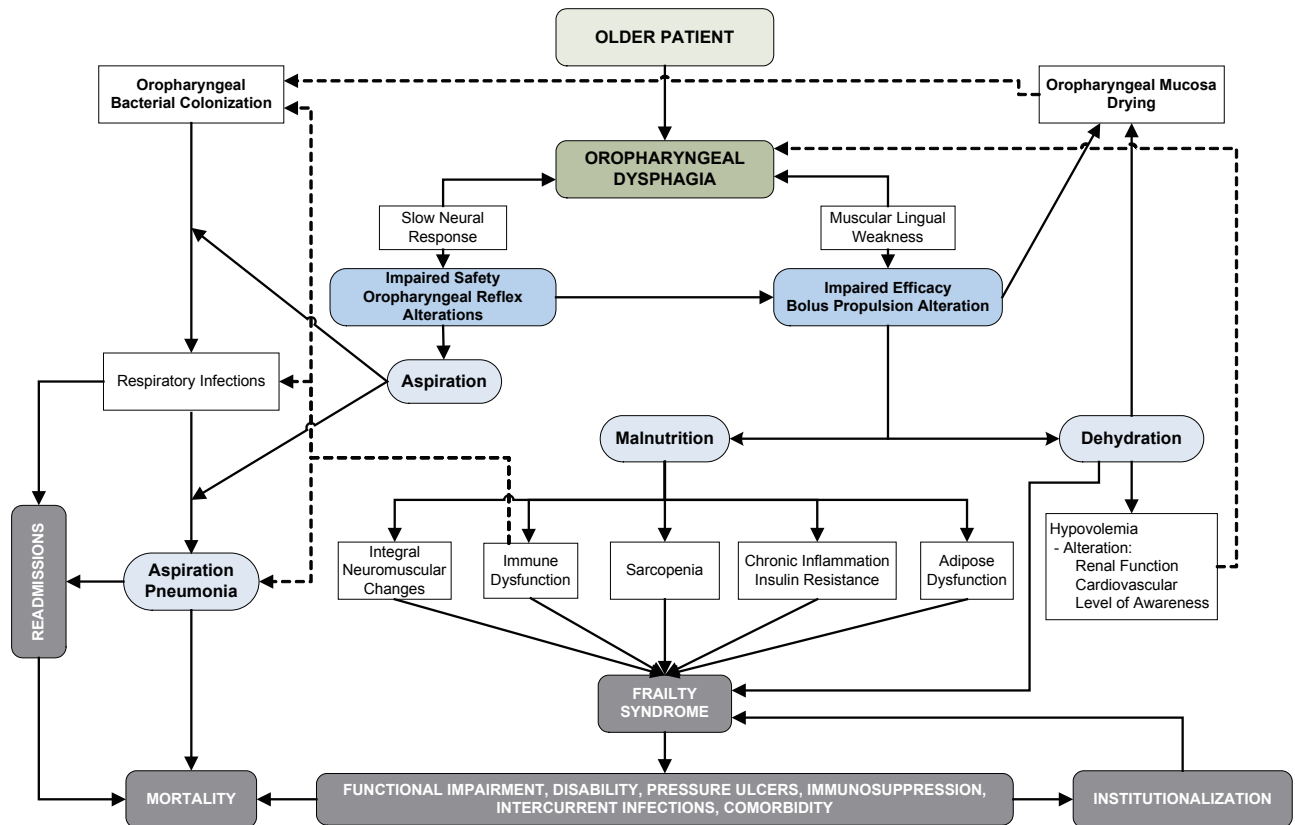 OLDER PATIENT
Oropharyngeal
Bacterial Colonization
Oropharyngeal Mucosa
Drying
OROPHARYNGEAL
DYSPHAGIA
Slow Neural
Response
Muscular Lingual
Weakness
Impaired Safety
Oropharyngeal Reflex
Alterations
Impaired Efficacy
Bolus Propulsion Alteration
Respiratory Infections
Aspiration
Malnutrition
Dehydration
READMISSIONS
Aspiration
Pneumonia
Integral
Neuromuscular
Changes
Immune
Dysfunction
Sarcopenia
Chronic Inflammation
Insulin Resistance
Adipose
Dysfunction
Hypovolemia
- Alteration:
Renal Function
Cardiovascular
Level of Awareness
FRAILTY
SYNDROME
MORTALITY
FUNCTIONAL IMPAIRMENT, DISABILITY, PRESSURE ULCERS, IMMUNOSUPPRESSION,
INTERCURRENT INFECTIONS, COMORBIDITY
INSTITUTIONALIZATION